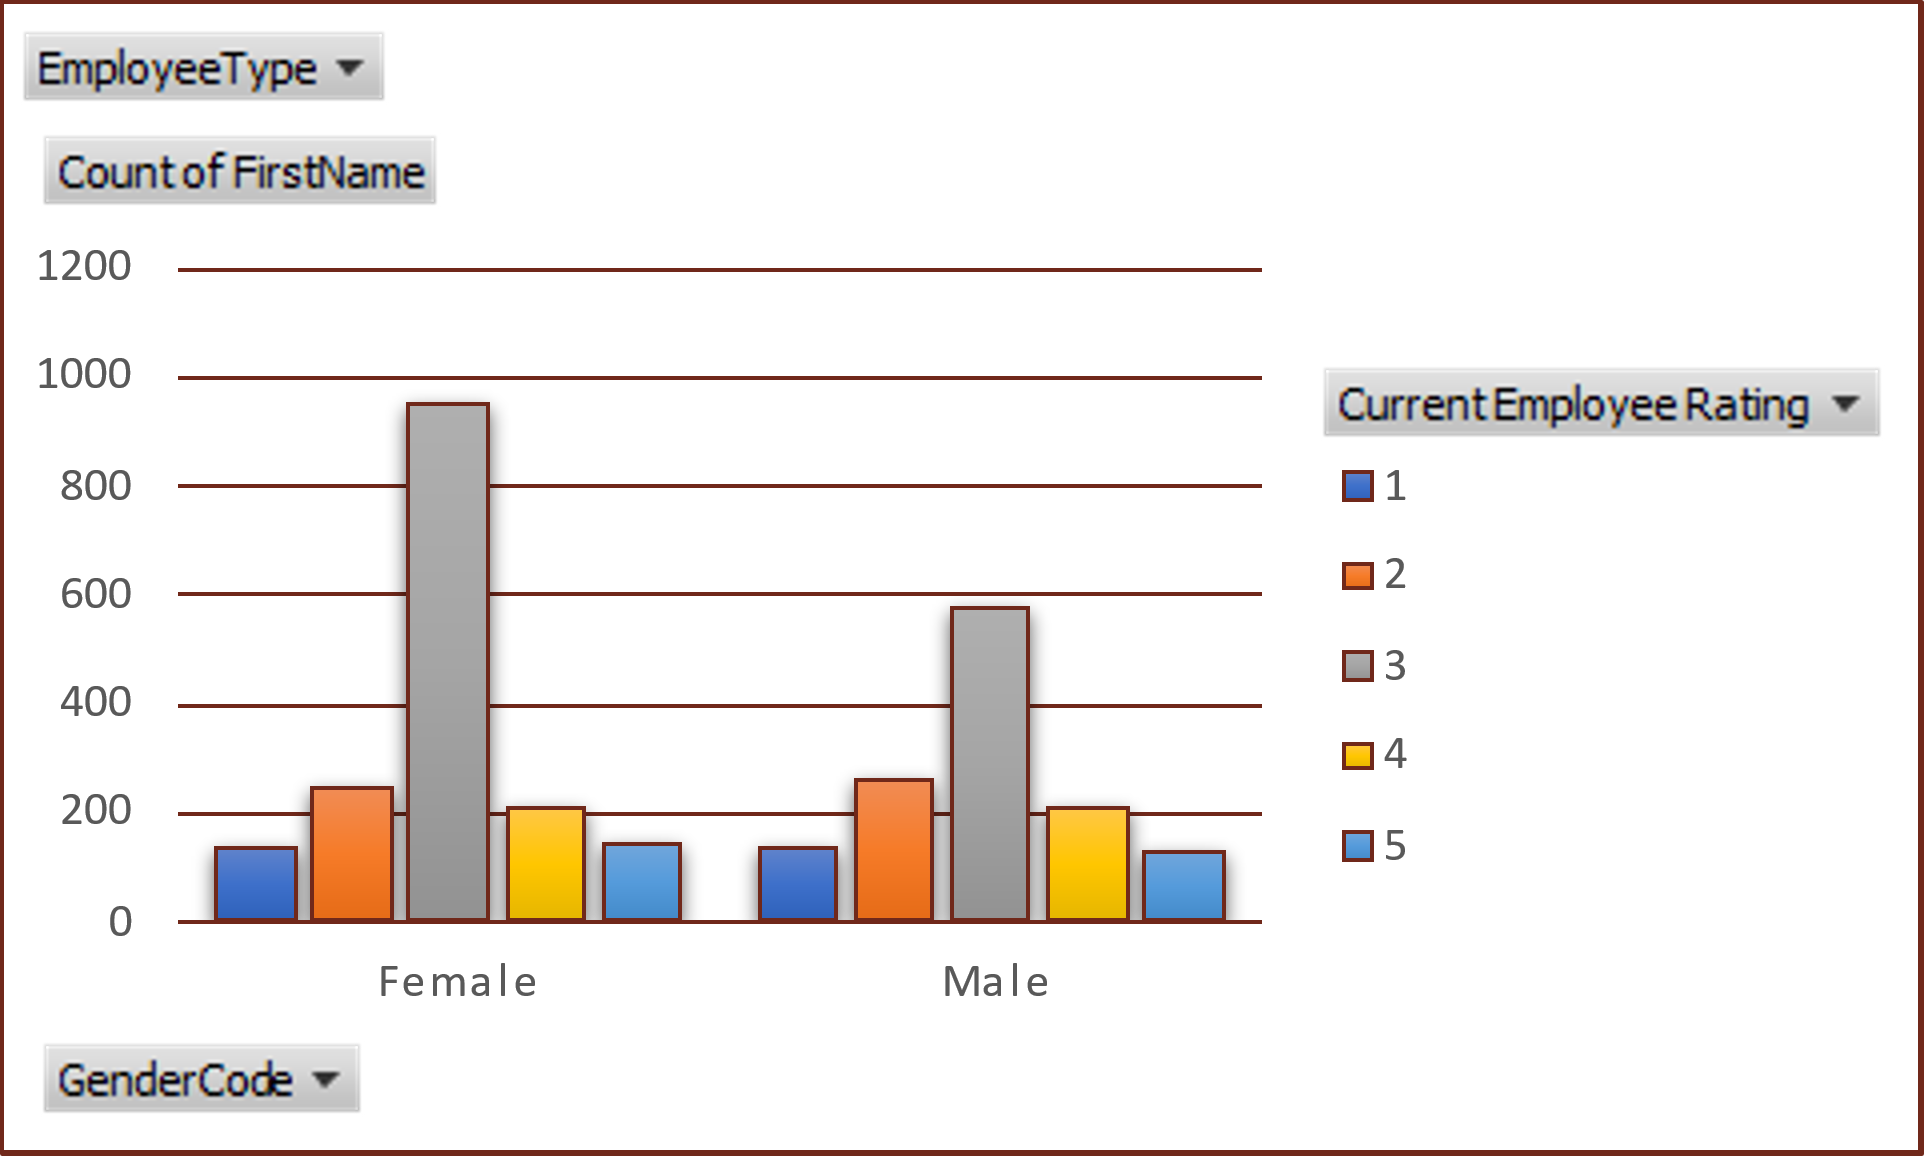 EmployeeType
Count of FirstName
1200
1000
800
600
400
200
0
Female Male
Current Employee Rating
1
2
3
4
5
GenderCode